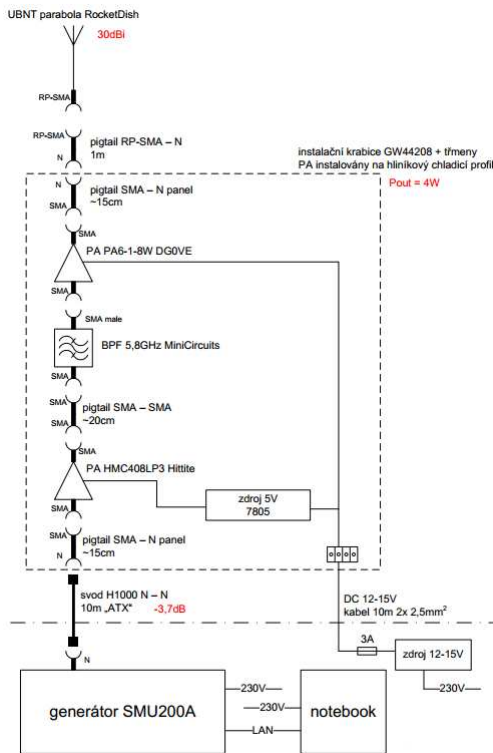 UBNT parabola RocketDish
30dBi
RP-SMA
RP-SMA
pigtail RP-SMA – N
1m
N
instalační krabice GW44208 + třmeny
PA instalovány na hliníkový chladicí profil
Pout = 4W
N
pigtail SMA – N panel
~15cm
SMA
SMA
PA PA6-1-8W DG0VE
SMA
SMA male
BPF 5,8GHz MiniCircuits
SMA
SMA
pigtail SMA – SMA
~20cm
SMA
SMA
PA HMC408LP3 Hittite
zdroj 5V
7805
SMA
SMA
pigtail SMA – N panel
~15cm
N
svod H1000 N – N
10m „ATX" -3,7dB
DC 12-15V
kabel 10m 2x 2,5mm²
3A
zdroj 12-15V
N
230V
230V
230V
LAN
generátor SMU200A
notebook